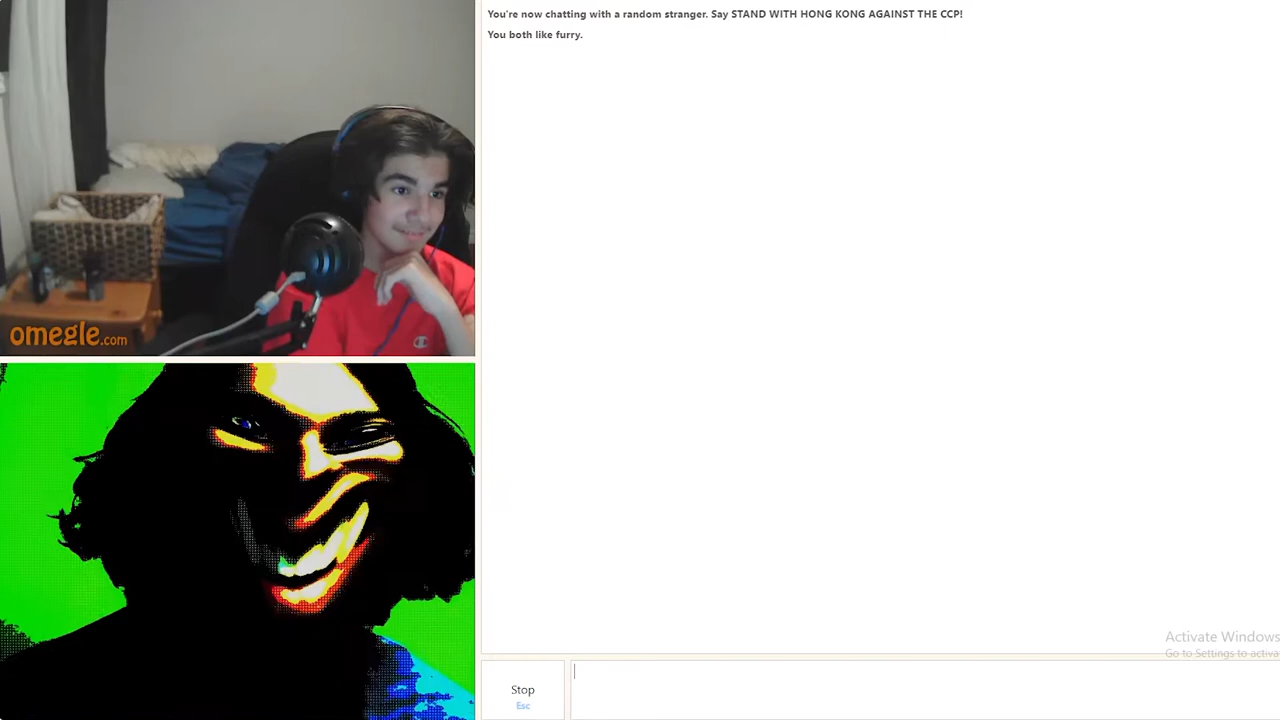 You're now chatting with a random stranger. Say STAND WITH HONG KONG AGAINST THE CCP!
You both like furry.
omegle.com
Activate Windows
Go to Settings to activa
Stop
Esc